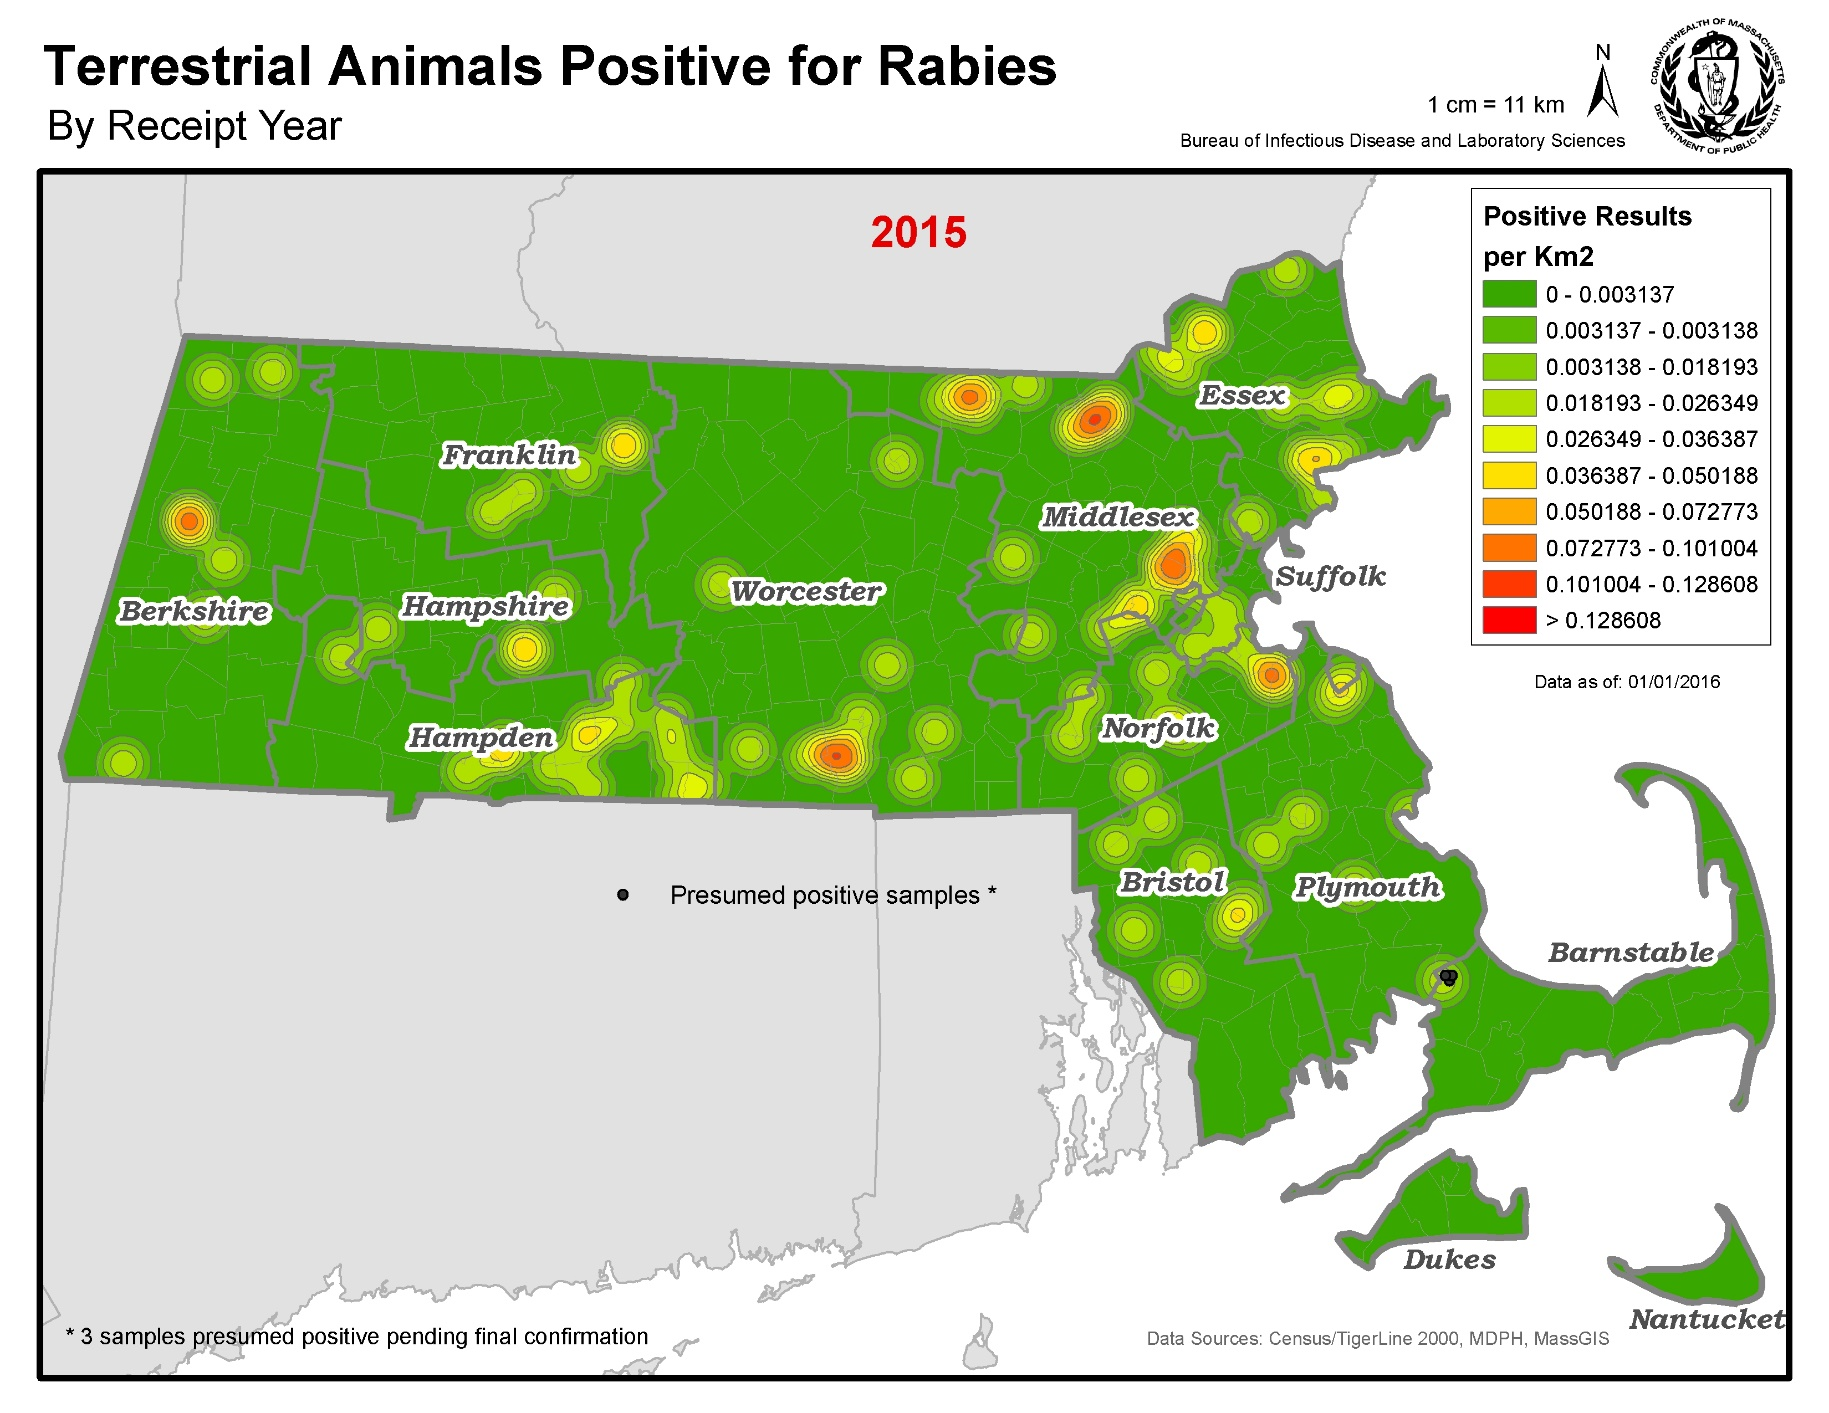 Terrestrial Animals Positive for Rabies
By Receipt Year
N
1 cm = 11 km
Bureau of Infectious Disease and Laboratory Sciences
COMMONWEALTH OF MASSACHUSETTS
DEPARTMENT OF PUBLIC HEALTH
2015
Positive Results
per Km2
0 - 0.003137
0.003137 - 0.003138
0.003138 - 0.018193
0.018193 - 0.026349
0.026349 - 0.036387
0.036387 - 0.050188
0.050188 - 0.072773
0.072773 - 0.101004
0.101004 - 0.128608
> 0.128608
Data as of: 01/01/2016
Essex
Franklin
Middlesex
Suffolk
Berkshire
Hampshire
Worcester
Hampden
Norfolk
Bristol
Plymouth
Presumed positive samples *
Barnstable
Dukes
Nantucket
* 3 samples presumed positive pending final confirmation
Data Sources: Census/TigerLine 2000, MDPH, MassGIS